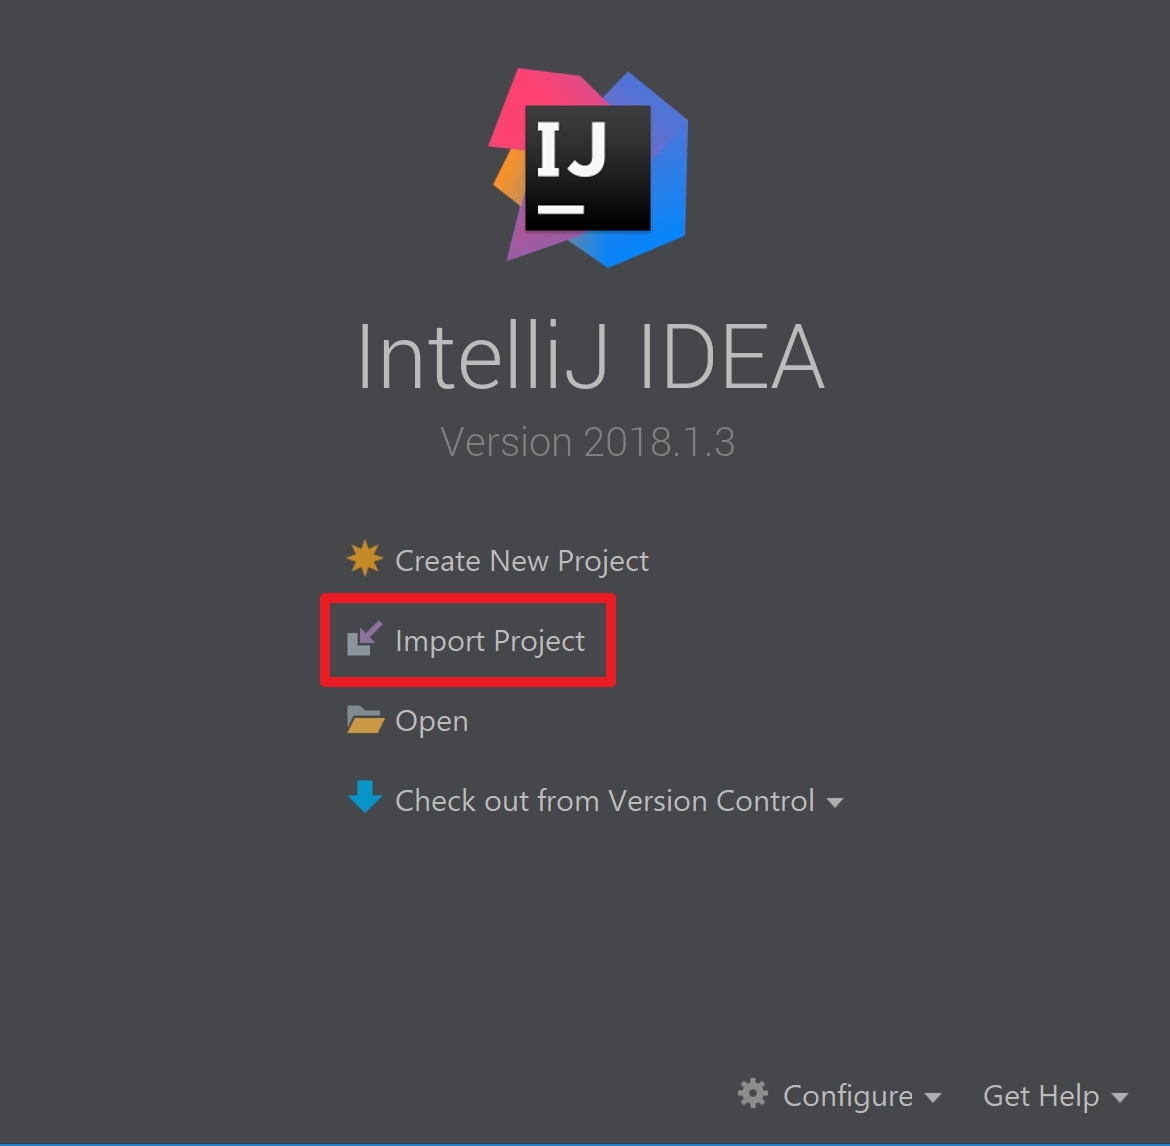 IJ
IntelliJ IDEA
Version 2018.1.3
Create New Project
Import Project
Open
Check out from Version Control
Configure
Get Help